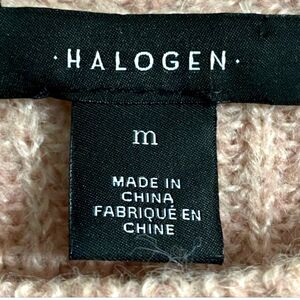 ·HALOGEN·
m
MADE IN
CHINA
FABRIQUÉ EN
CHINE